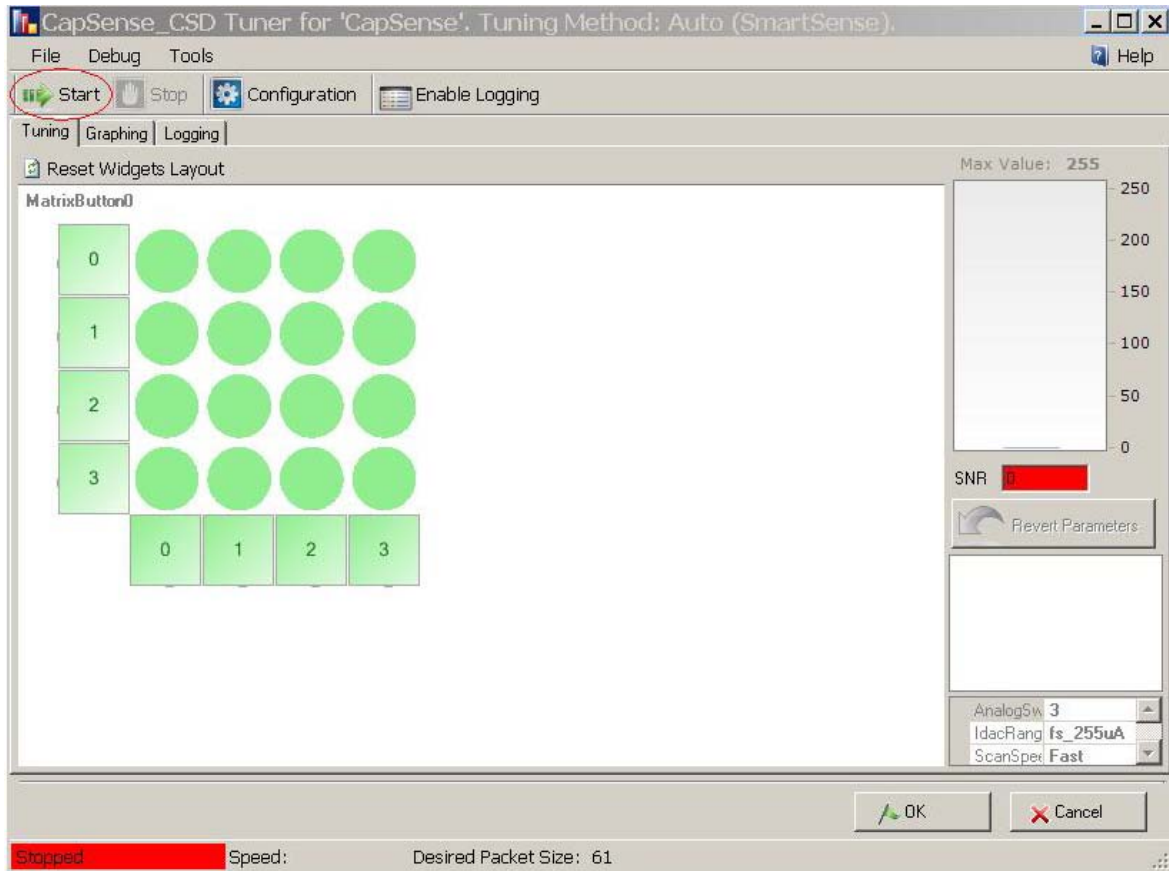 CapSense_CSD Tuner for 'CapSense'. Tuning Method: Auto (SmartSense).
File Debug Tools Help
Start Stop Configuration Enable Logging
Tuning Graphing Logging
Reset Widgets Layout
Max Value: 255
MatrixButton0
0
1
2
3
0 1 2 3
250
200
150
100
50
0
SNR 0
Revert Parameters
AnalogSw 3
IdacRang fs_255uA
ScanSpee Fast
OK Cancel
Stopped Speed: Desired Packet Size: 61